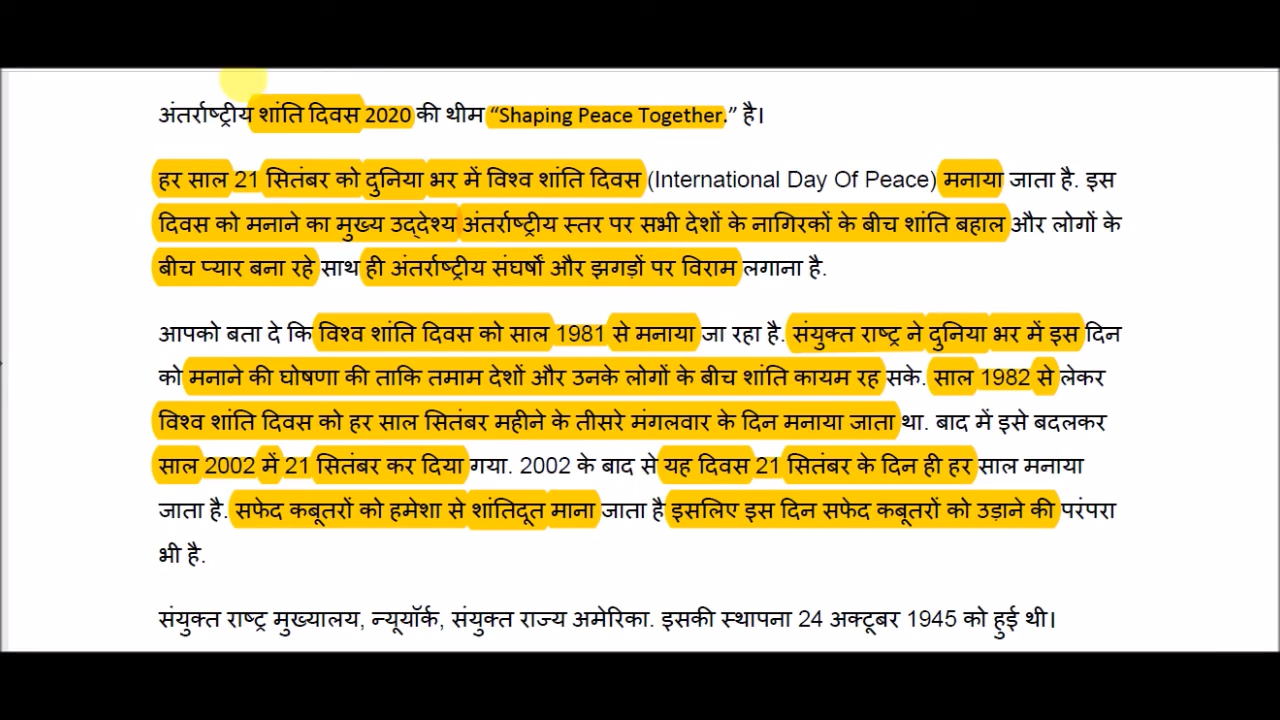 अंतर्राष्ट्रीय शांति दिवस 2020 की थीम “Shaping Peace Together.” है।
हर साल 21 सितंबर को दुनिया भर में विश्व शांति दिवस (International Day Of Peace) मनाया जाता है. इस
दिवस को मनाने का मुख्य उद्देश्य अंतर्राष्ट्रीय स्तर पर सभी देशों के नागिरकों के बीच शांति बहाल और लोगों के
बीच प्यार बना रहे साथ ही अंतर्राष्ट्रीय संघर्षों और झगड़ों पर विराम लगाना है.
आपको बता दे कि विश्व शांति दिवस को साल 1981 से मनाया जा रहा है. संयुक्त राष्ट्र ने दुनिया भर में इस दिन
को मनाने की घोषणा की ताकि तमाम देशों और उनके लोगों के बीच शांति कायम रह सके. साल 1982 से लेकर
विश्व शांति दिवस को हर साल सितंबर महीने के तीसरे मंगलवार के दिन मनाया जाता था. बाद में इसे बदलकर
साल 2002 में 21 सितंबर कर दिया गया. 2002 के बाद से यह दिवस 21 सितंबर के दिन ही हर साल मनाया
जाता है. सफेद कबूतरों को हमेशा से शांतिदूत माना जाता है इसलिए इस दिन सफेद कबूतरों को उड़ाने की परंपरा
भी है.
संयुक्त राष्ट्र मुख्यालय, न्यूयॉर्क, संयुक्त राज्य अमेरिका. इसकी स्थापना 24 अक्टूबर 1945 को हुई थी।